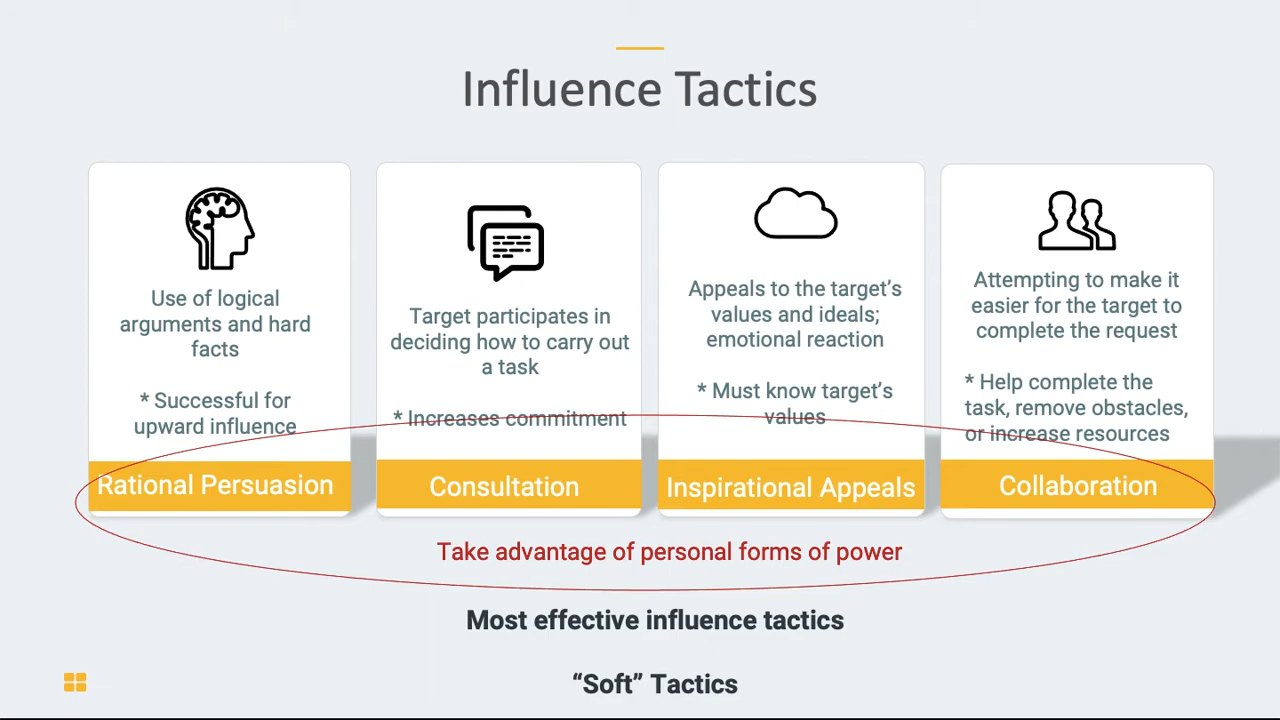 Influence Tactics
Use of logical
arguments and hard
facts
* Successful for
upward influence
Rational Persuasion
Target participates in
deciding how to carry out
a task
* Increases commitment
Consultation
Appeals to the target’s
values and ideals;
emotional reaction
* Must know target’s
values
Inspirational Appeals
Attempting to make it
easier for the target to
complete the request
* Help complete the
task, remove obstacles,
or increase resources
Collaboration
Take advantage of personal forms of power
Most effective influence tactics
“Soft” Tactics